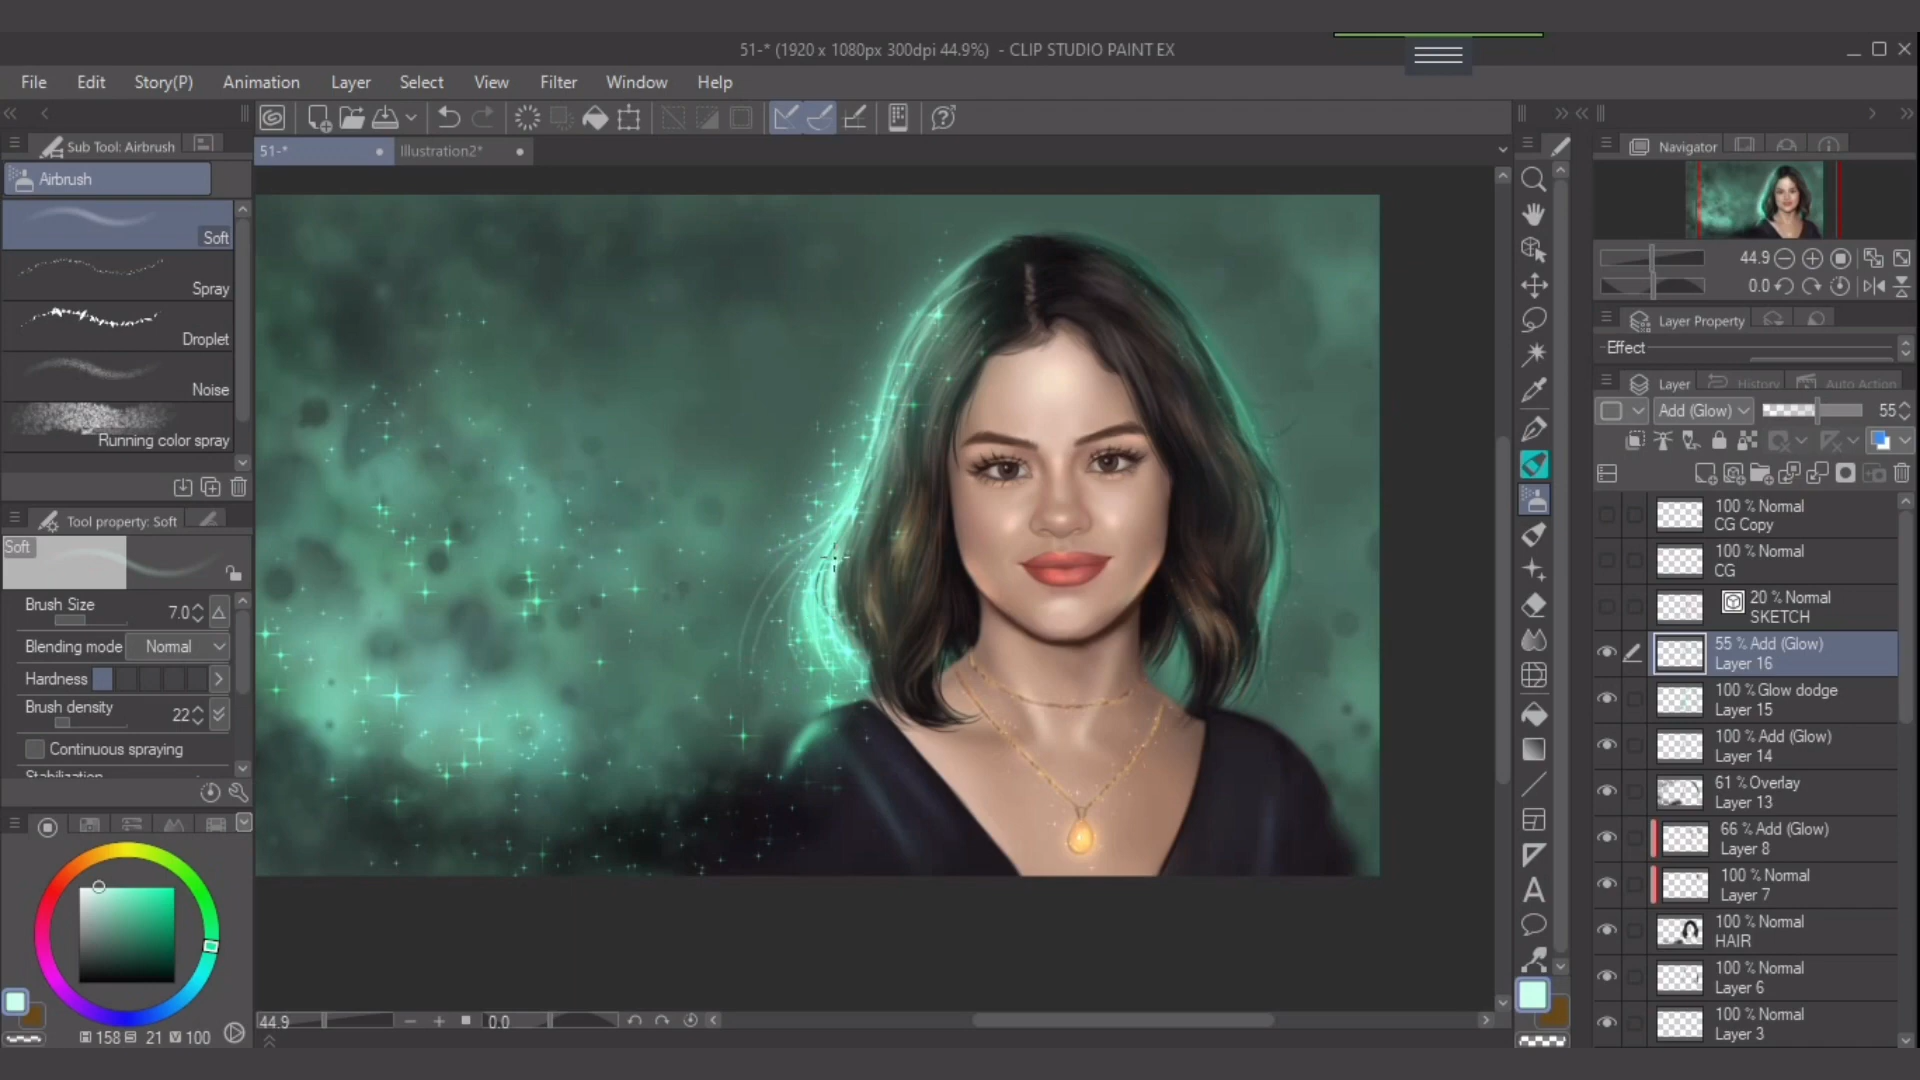 51-* (1920 x 1080px 300dpi 44.9%) - CLIP STUDIO PAINT EX
File Edit Story(P) Animation Layer Select View Filter Window Help
Sub Tool: Airbrush
51-*
Illustration2*
Airbrush
Soft
Spray
Droplet
Noise
Running color spray
Tool property: Soft
Soft
Brush Size 7.0
Blending mode Normal
Hardness
Brush density 22
Continuous spraying
Stabilization
H 158 S 21 V 100
44.9
0.0
A
Navigator
44.9
0.0
Layer Property
Effect
Layer History Auto Action
Add (Glow) 55
100 % Normal
CG Copy
100 % Normal
CG
20 % Normal
SKETCH
55 % Add (Glow)
Layer 16
100 % Glow dodge
Layer 15
100 % Add (Glow)
Layer 14
61 % Overlay
Layer 13
66 % Add (Glow)
Layer 8
100 % Normal
Layer 7
100 % Normal
HAIR
100 % Normal
Layer 6
100 % Normal
Layer 3